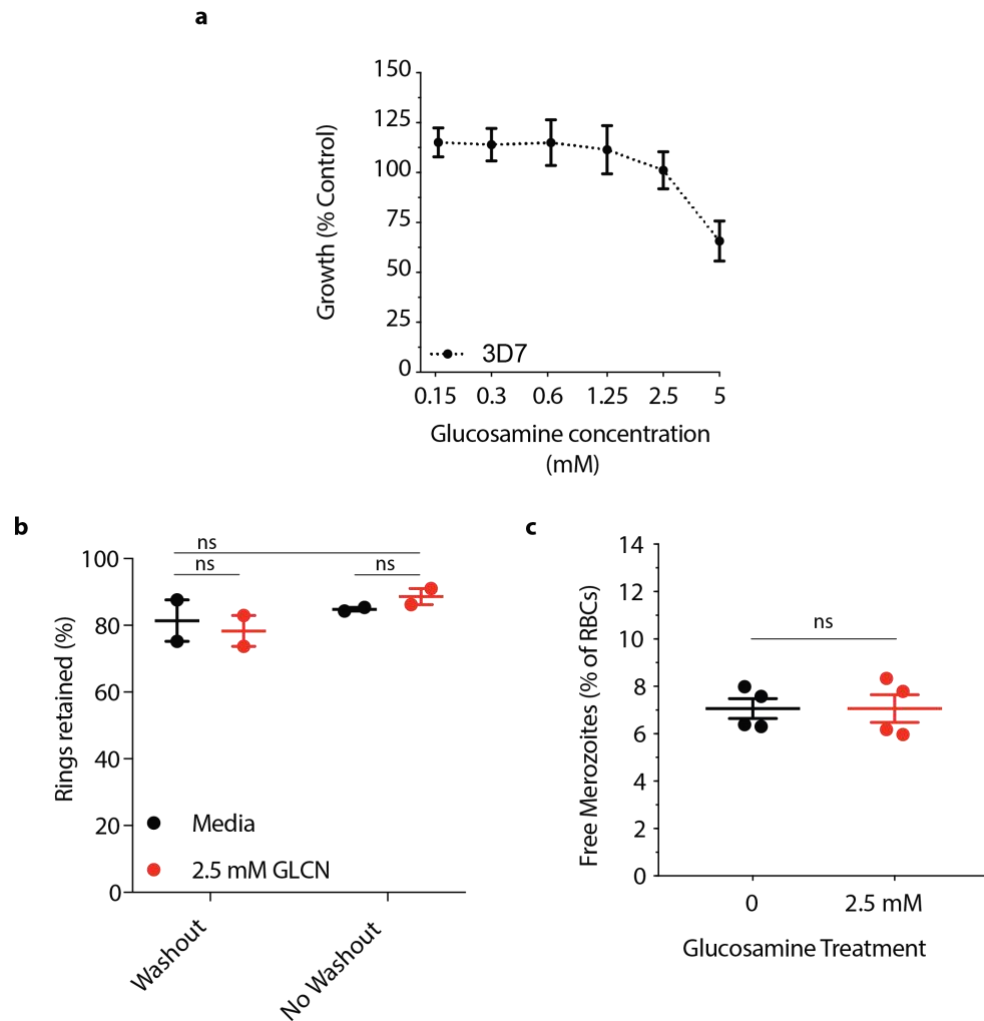 a
150
125
100
75
50
25
0
Growth (% Control)
3D7
0.15 0.3 0.6 1.25 2.5 5
Glucosamine concentration
(mM)
b
ns
ns ns
100
80
60
40
20
0
Rings retained (%)
Media
2.5 mM GLCN
Washout
No Washout
c
14
12
10
8
6
4
2
0
Free Merozoites (% of RBCs)
ns
0 2.5 mM
Glucosamine Treatment